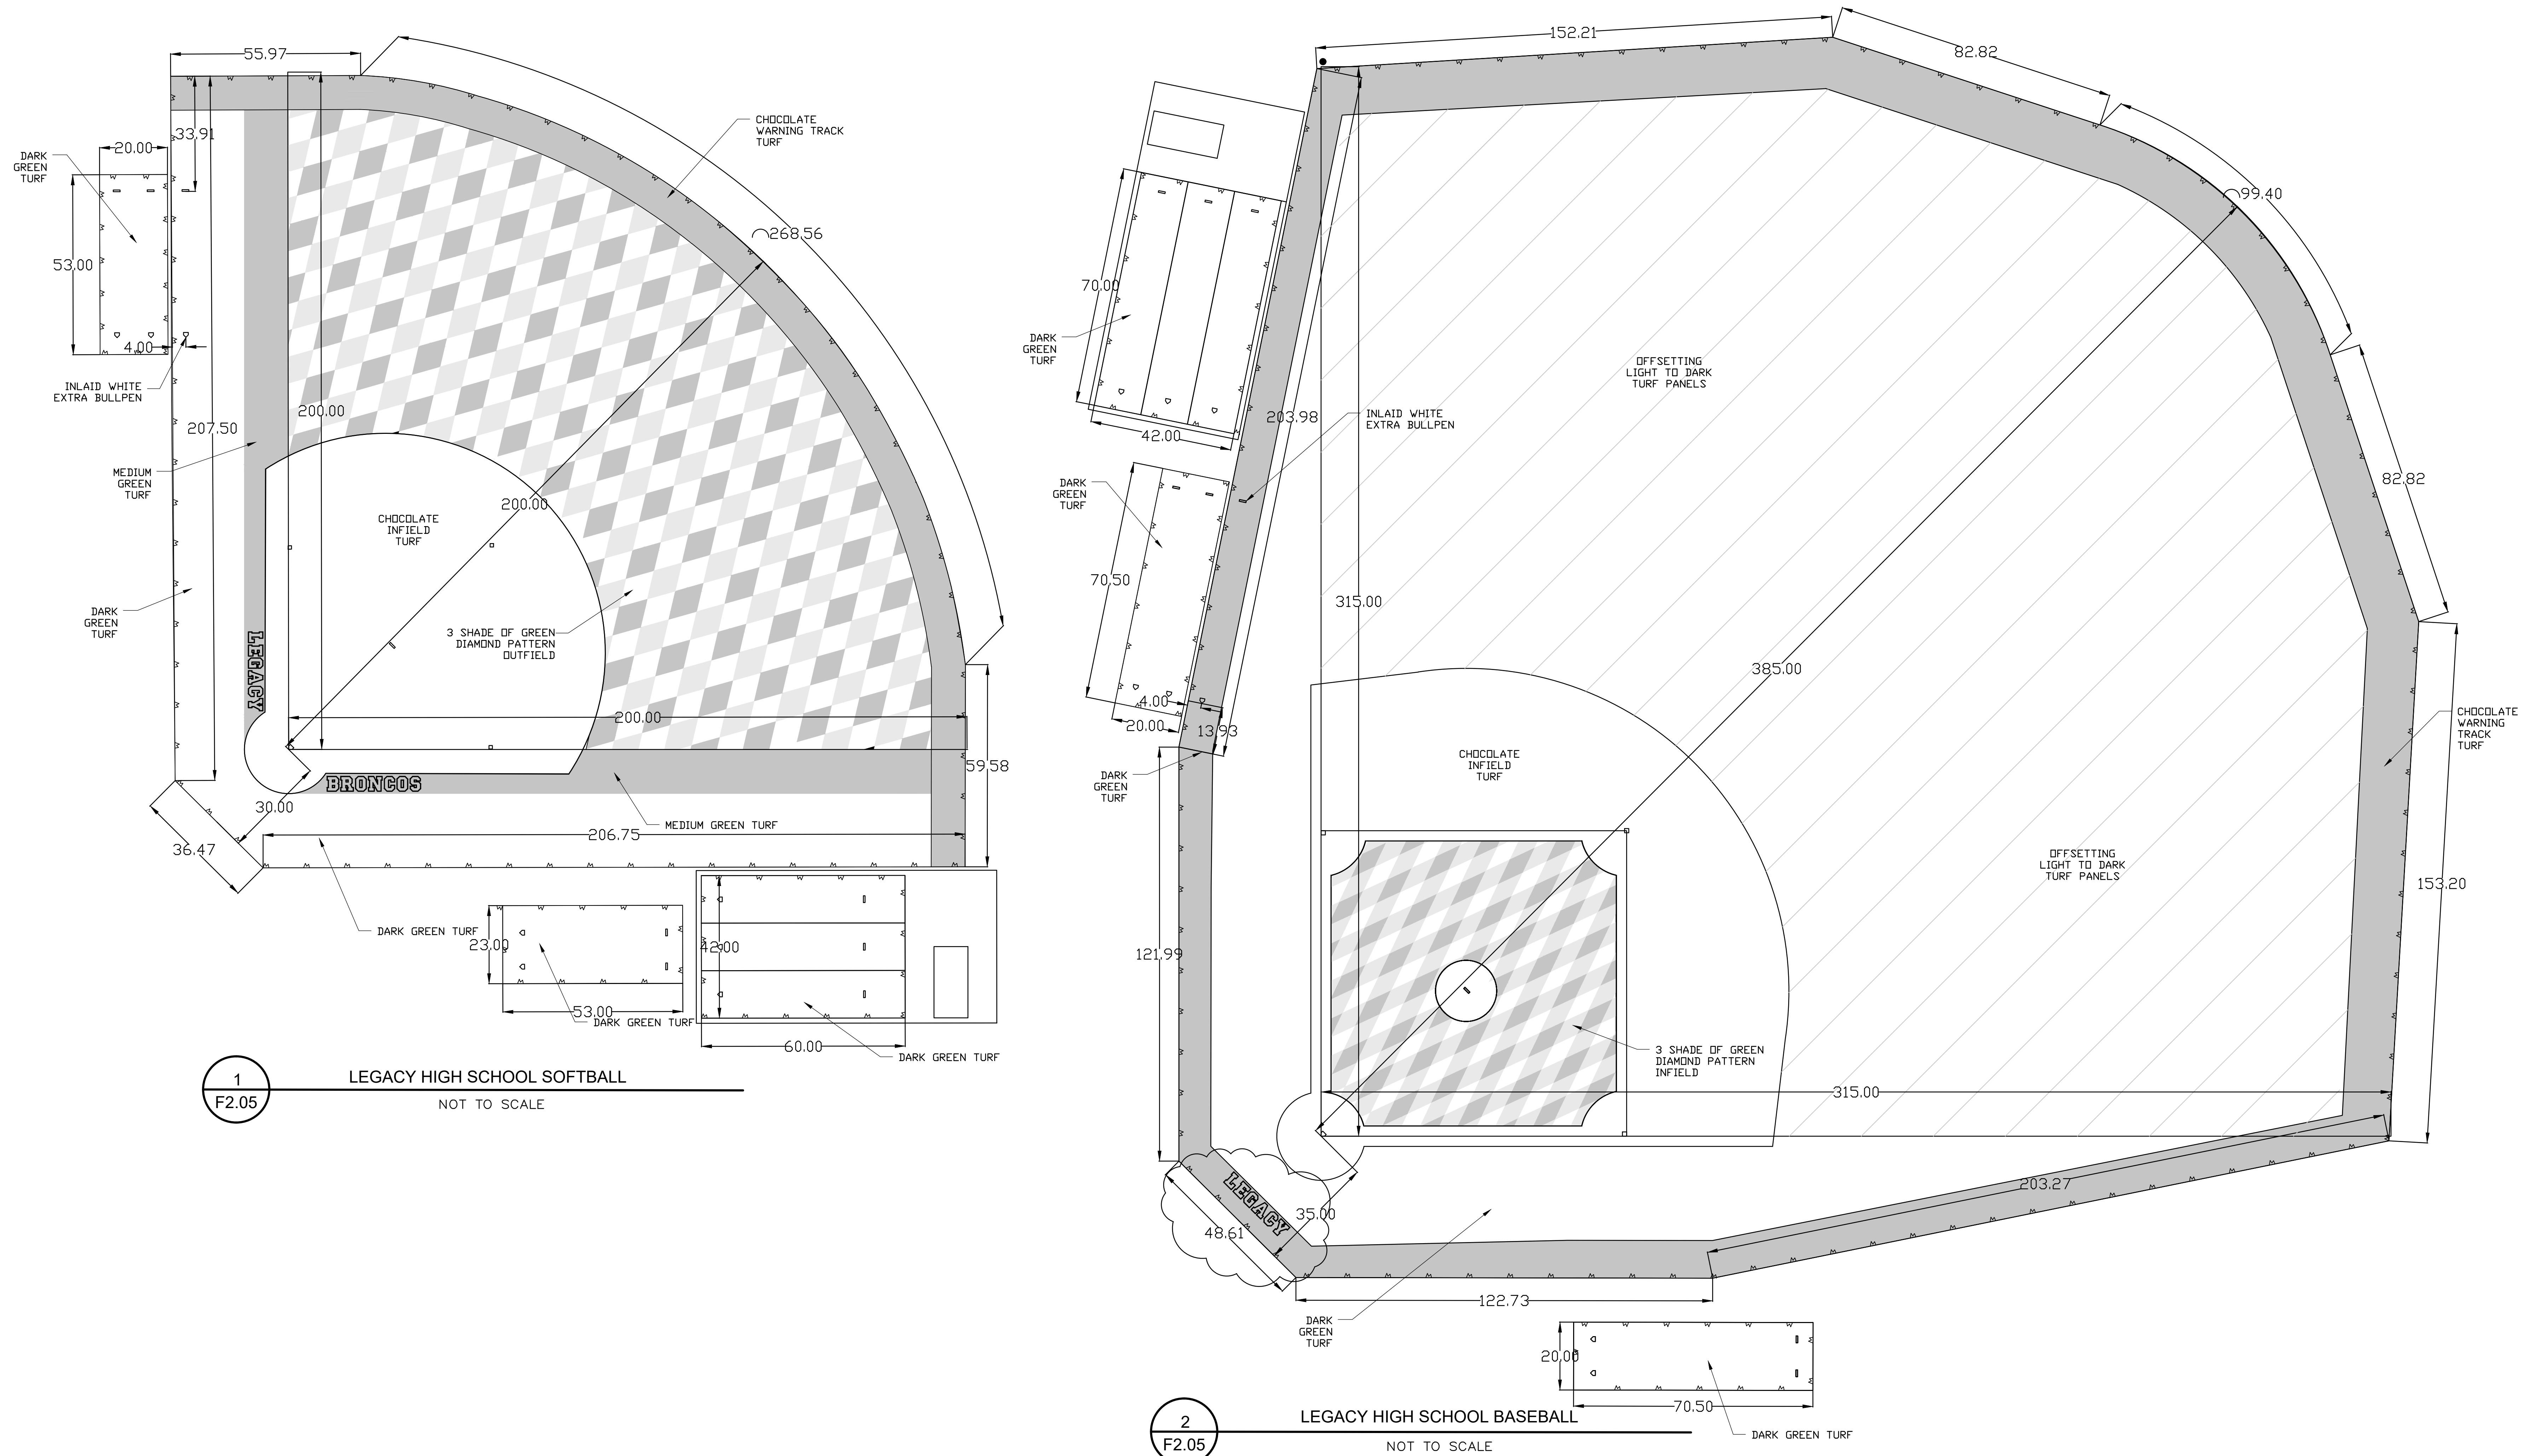 55.97
CHOCOLATE
WARNING TRACK
TURF
33.91
20.00
DARK
GREEN
TURF
268.56
53.00
4.00
INLAID WHITE
EXTRA BULLPEN
200.00
207.50
MEDIUM
GREEN
TURF
200.00
CHOCOLATE
INFIELD
TURF
DARK
GREEN
TURF
LEGACY
3 SHADE OF GREEN
DIAMOND PATTERN
OUTFIELD
200.00
59.58
BRONCOS
30.00
MEDIUM GREEN TURF
206.75
36.47
DARK GREEN TURF
23.00
42.00
53.00
DARK GREEN TURF
60.00
DARK GREEN TURF
1
F2.05
LEGACY HIGH SCHOOL SOFTBALL
NOT TO SCALE
152.21
82.82
99.40
70.00
DARK
GREEN
TURF
OFFSETTING
LIGHT TO DARK
TURF PANELS
203.98
INLAID WHITE
EXTRA BULLPEN
42.00
82.82
DARK
GREEN
TURF
70.50
315.00
385.00
4.00
20.00
13.93
CHOCOLATE
WARNING
TRACK
TURF
CHOCOLATE
INFIELD
TURF
DARK
GREEN
TURF
OFFSETTING
LIGHT TO DARK
TURF PANELS
153.20
121.99
3 SHADE OF GREEN
DIAMOND PATTERN
INFIELD
315.00
203.27
LEGACY
35.00
48.61
122.73
DARK
GREEN
TURF
20.00
70.50
DARK GREEN TURF
2
F2.05
LEGACY HIGH SCHOOL BASEBALL
NOT TO SCALE